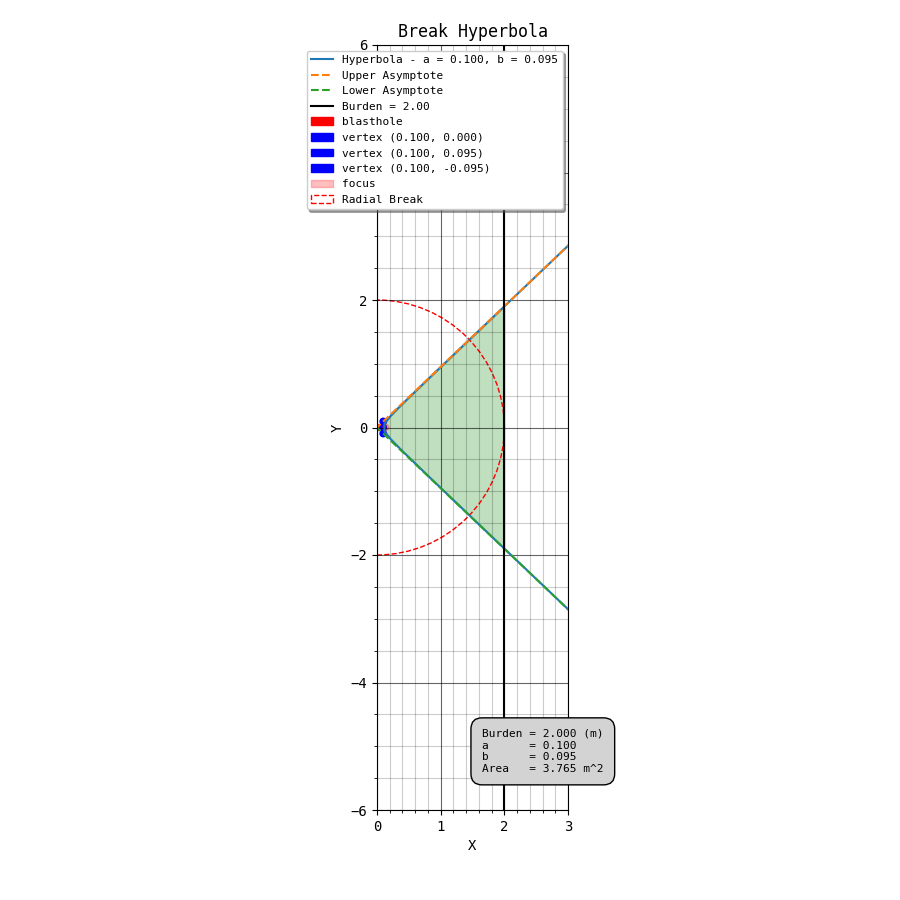 Break Hyperbola
6
Hyperbola - a = 0.100, b = 0.095
Upper Asymptote
Lower Asymptote
Burden = 2.00
blasthole
vertex (0.100, 0.000)
vertex (0.100, 0.095)
vertex (0.100, -0.095)
focus
Radial Break
2
0
Y
−2
−4
Burden = 2.000 (m)
a = 0.100
b = 0.095
Area = 3.765 m^2
−6
0 1 2 3
X